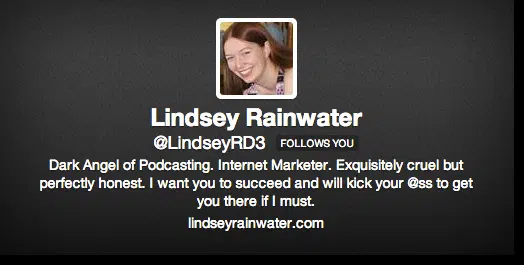 Lindsey Rainwater
@LindseyRD3 FOLLOWS YOU
Dark Angel of Podcasting. Internet Marketer. Exquisitely cruel but
perfectly honest. I want you to succeed and will kick your @ss to get
you there if I must.
lindseyrainwater.com